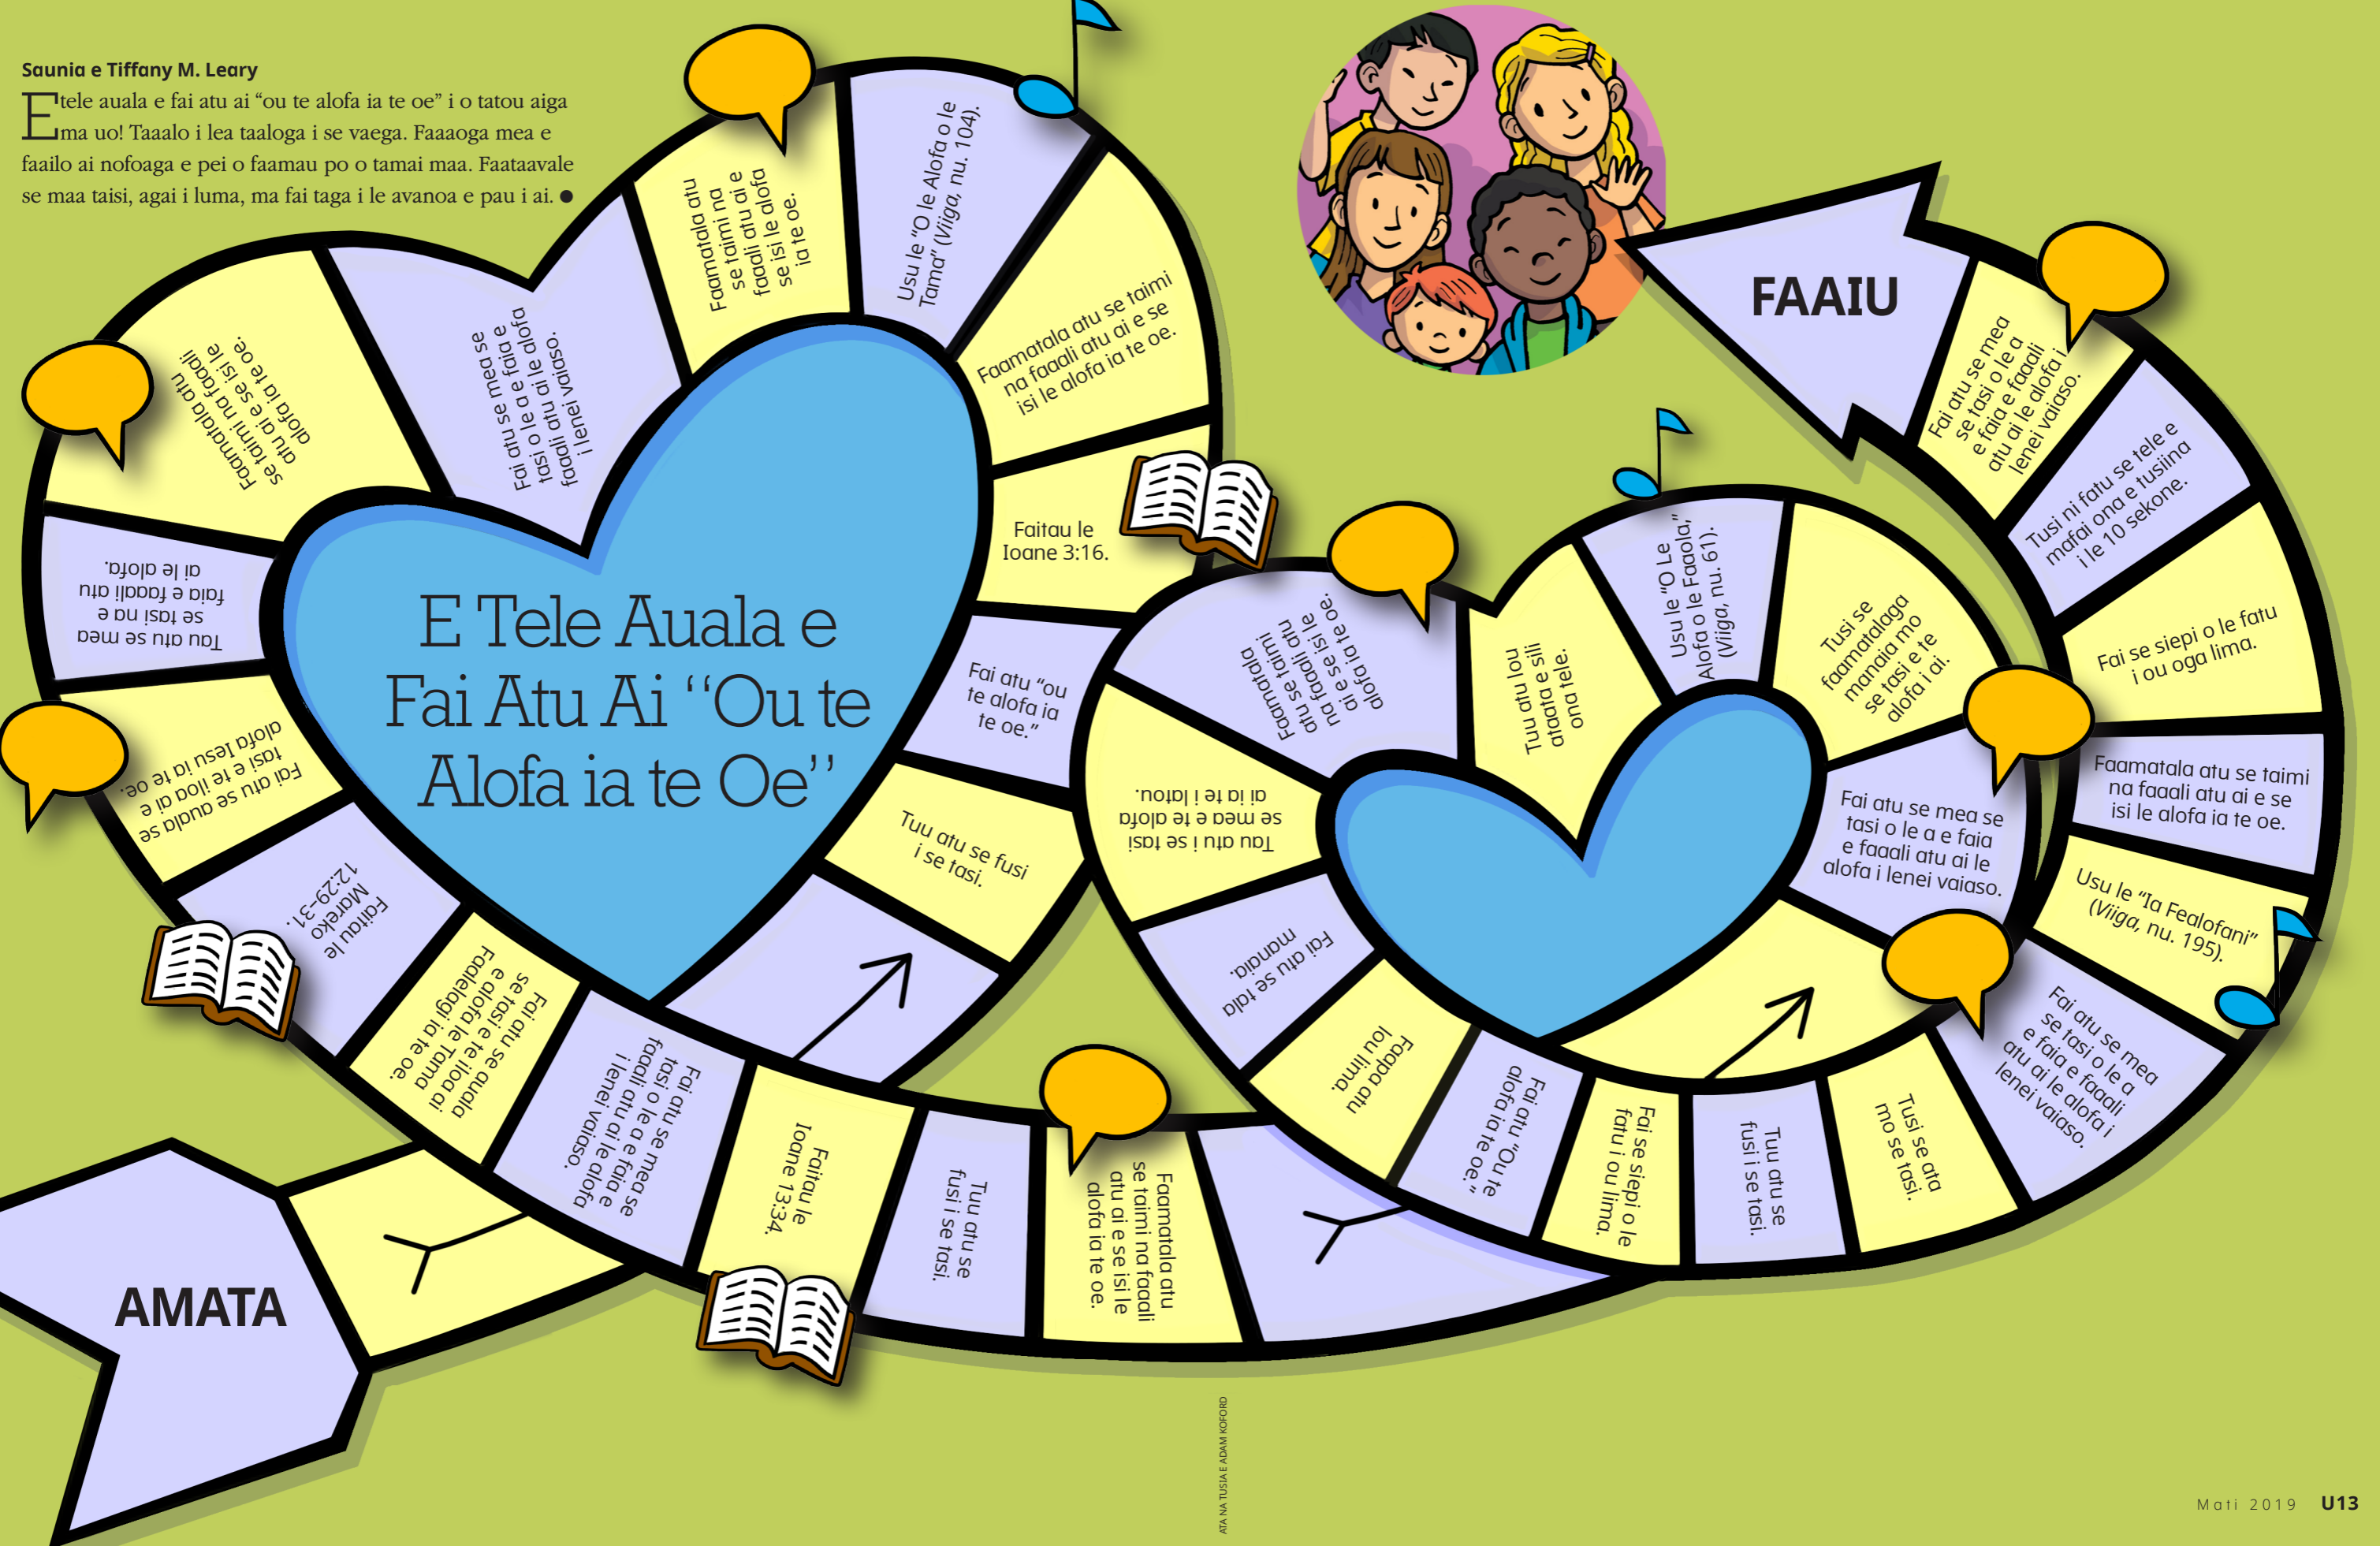 Saunia e Tiffany M. Leary
E tele auala e fai atu ai “ou te alofa ia te oe” i o tatou aiga
ma uo! Taaalo i lea taaloga i se vaega. Faaaoga mea e
faailo ai nofoaga e pei o faamau po o tamai maa. Faataavale
se maa taisi, agai i luma, ma fai taga i le avanoa e pau i ai. ●
E Tele Auala e
Fai Atu Ai “Ou te
Alofa ia te Oe”
AMATA
Fai atu “ou
te alofa ia
te oe.”
Tuu atu se fusi
i se tasi.
Faitau le
Ioane 3:16.
Faamatala atu se taimi
na faaali atu ai e se
isi le alofa ia te oe.
Usu le “O le Alofa o le
Tama” (Viiga, nu. 104).
Faamatala atu
se taimi na
faaali atu ai e
se isi le alofa
ia te oe.
Fai atu se mea se
tasi o le a e faia e
faaali atu ai le alofa
i lenei vaiaso.
Faamatala atu
se taimi na faaali
atu ai e se isi le
alofa ia te oe.
Tau atu se mea
se tasi na e
faia e faaali atu
ai le alofa.
Fai atu se auala se
tasi e te iloa ai e
alofa Iesu ia te oe.
Faitau le
Mareko
12:29–31.
Fai atu se auala
se tasi e te iloa ai
e alofa le Tama
Faalelagi ia te oe.
Fai atu se mea se
tasi o le a e faia e
faaali atu ai le alofa
i lenei vaiaso.
Faitau le
Ioane 13:34.
Tuu atu se
fusi i se tasi.
Faamatala atu
se taimi na faaali
atu ai e se isi le
alofa ia te oe.
Fai atu se mea se
tasi o le a e faia
e faaali atu ai le
alofa i lenei vaiaso.
Tusi se
faamatalaga
manaia mo
se tasi e te
alofa i ai.
Usu le “O Le
Alofa o le Faaola,”
(Viiga, nu. 61).
Tuu atu lou
ataata e sili
ona tele.
Faamatala
atu se taimi
na faaali atu
ai e se isi le
alofa ia te oe.
Tau atu i se tasi
se mea e te alofa
ai ia te i latou.
Fai atu se tala
manaia.
Faapa atu
lou lima.
Fai atu “Ou te
alofa ia te oe.”
Fai se siepi o le
fatu i ou lima.
Tuu atu se
fusi i se tasi.
Tusi se ata
mo se tasi.
Fai atu se mea
se tasi o le a
e faia e faaali
atu ai le alofa i
lenei vaiaso.
Usu le “Ia Fealofani”
(Viiga, nu. 195).
Faamatala atu se taimi
na faaali atu ai e se
isi le alofa ia te oe.
Fai se siepi o le fatu
i ou oga lima.
Tusi ni fatu se tele e
mafai ona e tusiina
i le 10 sekone.
Fai atu se mea
se tasi o le a
e faia e faaali
atu ai le alofa i
lenei vaiaso.
FAAIU
ATA NA TUSIA E ADAM KOFORD
Mati 2019 U13